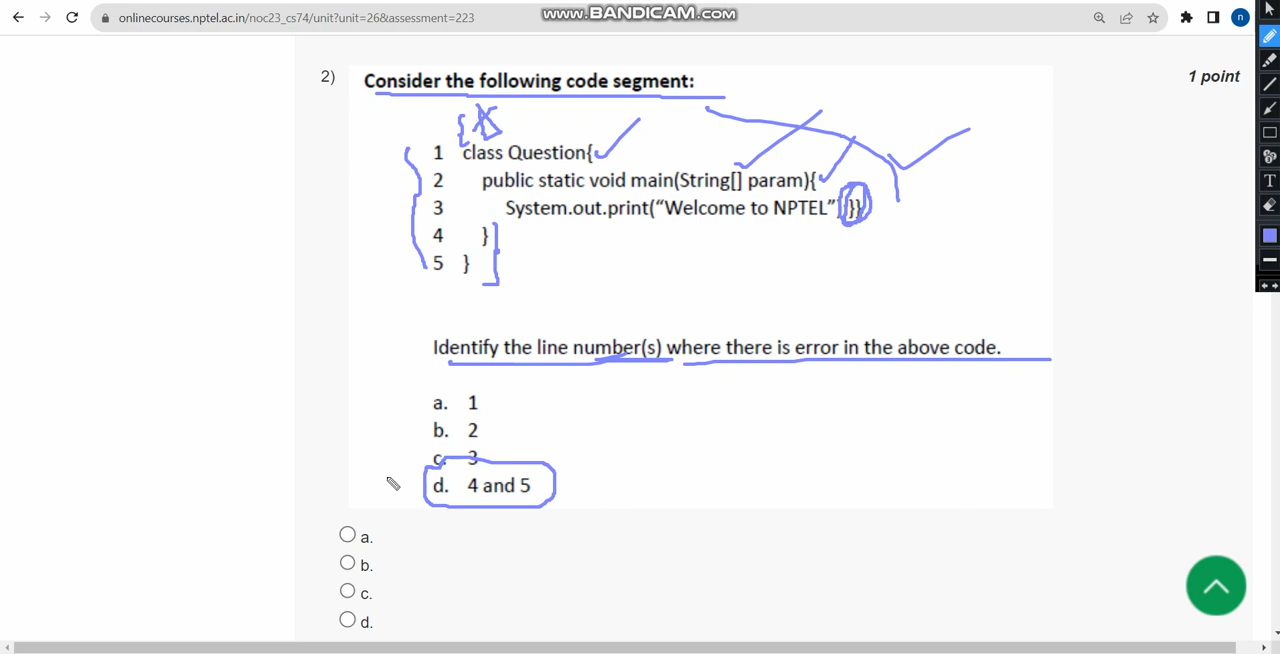 onlinecourses.nptel.ac.in/noc23_cs74/unit?unit=26&assessment=223
www.BANDICAM.com
n
2)
Consider the following code segment:
1 point
1 class Question{
2 public static void main(String[] param){
3 System.out.print(“Welcome to NPTEL”) }}
4 }
5 }
T
Identify the line number(s) where there is error in the above code.
a. 1
b. 2
c. 3
d. 4 and 5
a.
b.
c.
d.